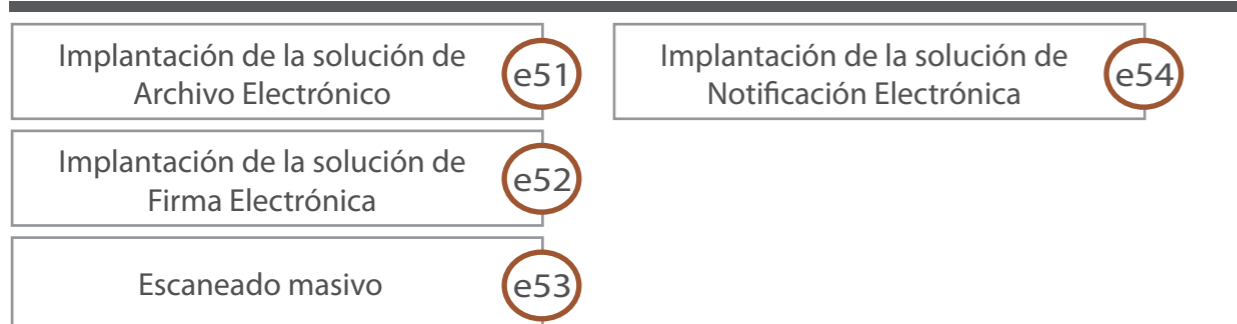 Implantación de la solución de
Archivo Electrónico
e51
Implantación de la solución de
Firma Electrónica
e52
Escaneado masivo
e53
Implantación de la solución de
Notificación Electrónica
e54